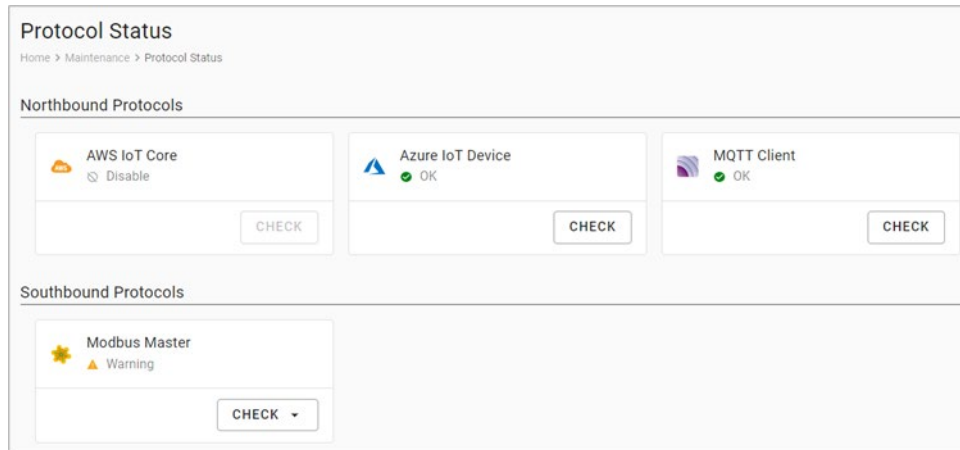 Protocol Status
Home > Maintenance > Protocol Status
Northbound Protocols
AWS IoT Core
Disable
CHECK
Azure IoT Device
OK
CHECK
MQTT Client
OK
CHECK
Southbound Protocols
Modbus Master
Warning
CHECK